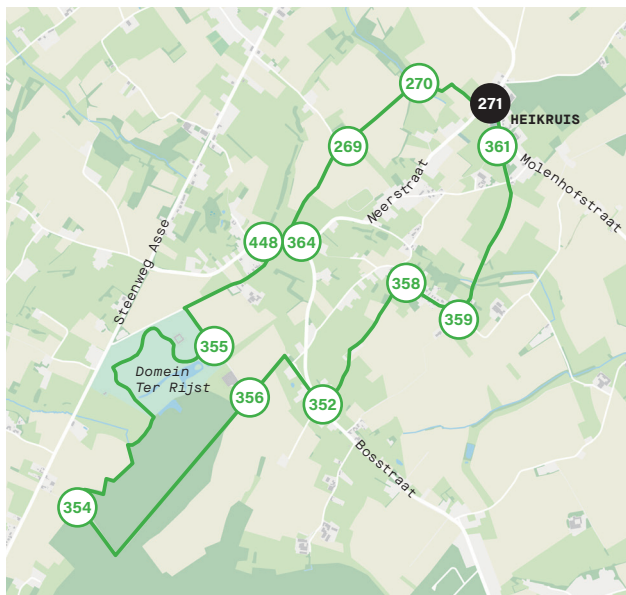 270
271
HEIKRUIS
269
361
Molenhofstraat
Neerstraat
448
364
Steenweg Asse
358
359
355
Domein
Ter Rijst
356
352
Bosstraat
354